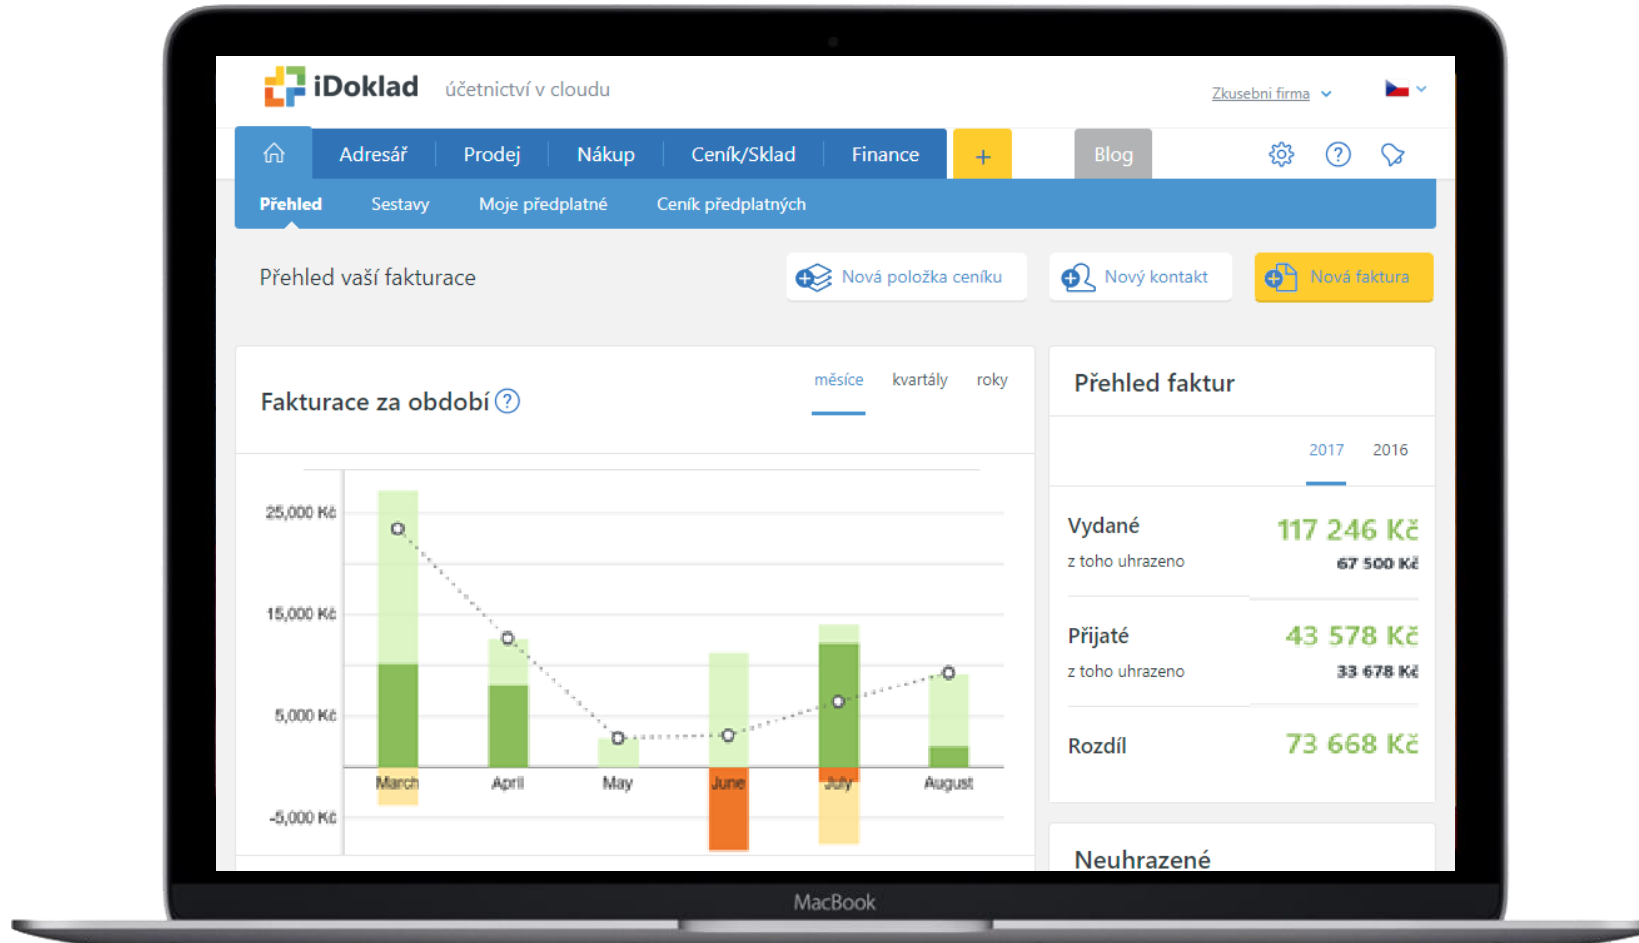 iDoklad účetnictví v cloudu
Zkusebni firma
Adresář Prodej Nákup Ceník/Sklad Finance + Blog
Přehled Sestavy Moje předplatné Ceník předplatných
Přehled vaší fakturace
Nová položka ceníku
Nový kontakt
Nová faktura
Fakturace za období ?
měsíce kvartály roky
25,000 Kč
15,000 Kč
5,000 Kč
-5,000 Kč
March April May June July August
Přehled faktur
2017 2016
Vydané 117 246 Kč
z toho uhrazeno 67 500 Kč
Přijaté 43 578 Kč
z toho uhrazeno 33 678 Kč
Rozdíl 73 668 Kč
Neuhrazené
MacBook